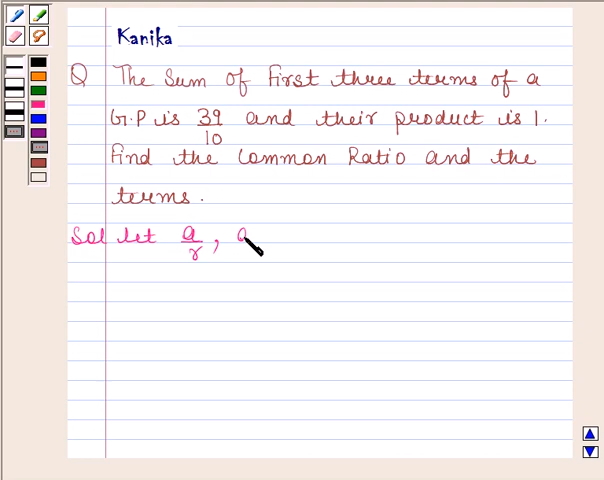 Kanika
Q The Sum of first three terms of a
G.P is 39/10 and their product is 1.
Find the Common Ratio and the
terms.
Sol let a/r, a